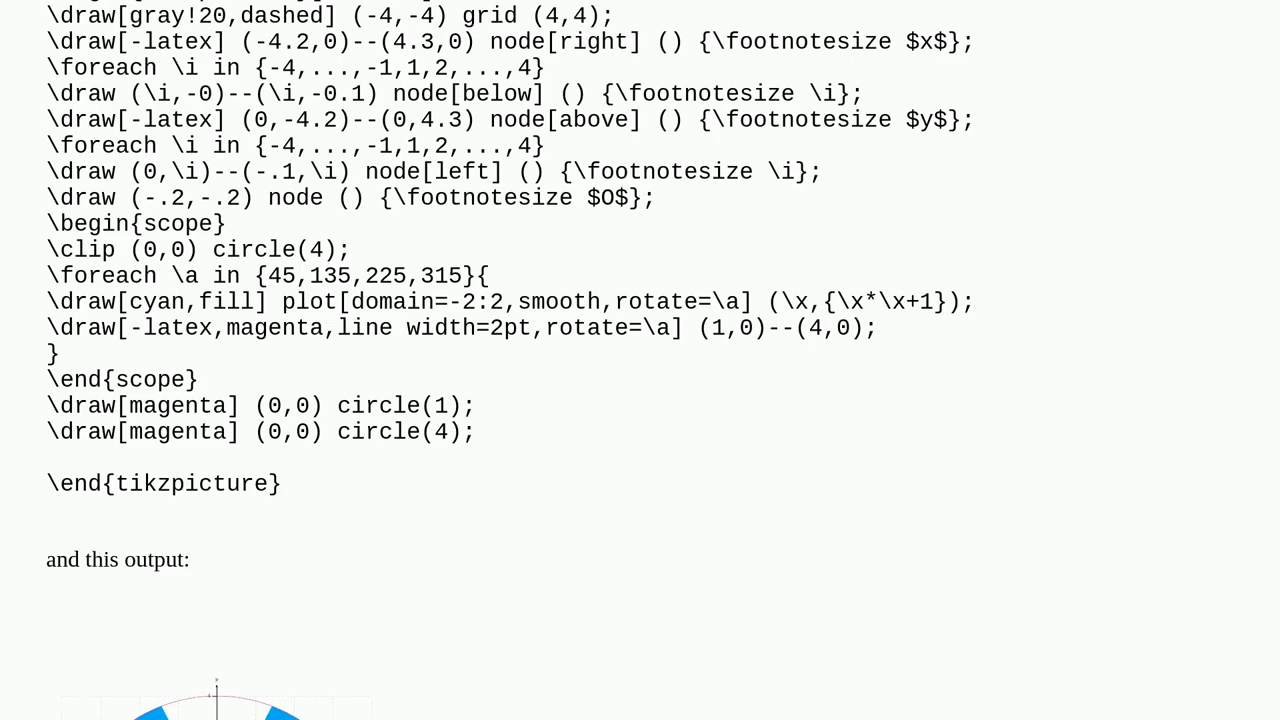 \draw[gray!20,dashed] (-4,-4) grid (4,4);
\draw[-latex] (-4.2,0)--(4.3,0) node[right] () {\footnotesize $x$};
\foreach \i in {-4,...,-1,1,2,...,4}
\draw (\i,-0)--(\i,-0.1) node[below] () {\footnotesize \i};
\draw[-latex] (0,-4.2)--(0,4.3) node[above] () {\footnotesize $y$};
\foreach \i in {-4,...,-1,1,2,...,4}
\draw (0,\i)--(-.1,\i) node[left] () {\footnotesize \i};
\draw (-.2,-.2) node () {\footnotesize $O$};
\begin{scope}
\clip (0,0) circle(4);
\foreach \a in {45,135,225,315}{
\draw[cyan,fill] plot[domain=-2:2,smooth,rotate=\a] (\x,{\x*\x+1});
\draw[-latex,magenta,line width=2pt,rotate=\a] (1,0)--(4,0);
}
\end{scope}
\draw[magenta] (0,0) circle(1);
\draw[magenta] (0,0) circle(4);
\end{tikzpicture}
and this output: